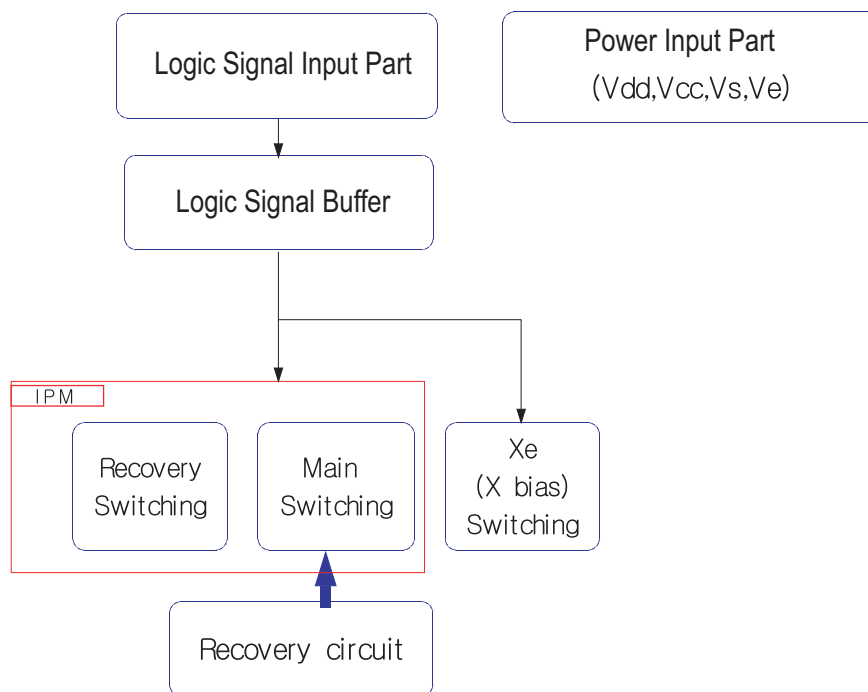 Logic Signal Input Part
Power Input Part
(Vdd,Vcc,Vs,Ve)
Logic Signal Buffer
IPM
Recovery
Switching
Main
Switching
Xe
(X bias)
Switching
Recovery circuit